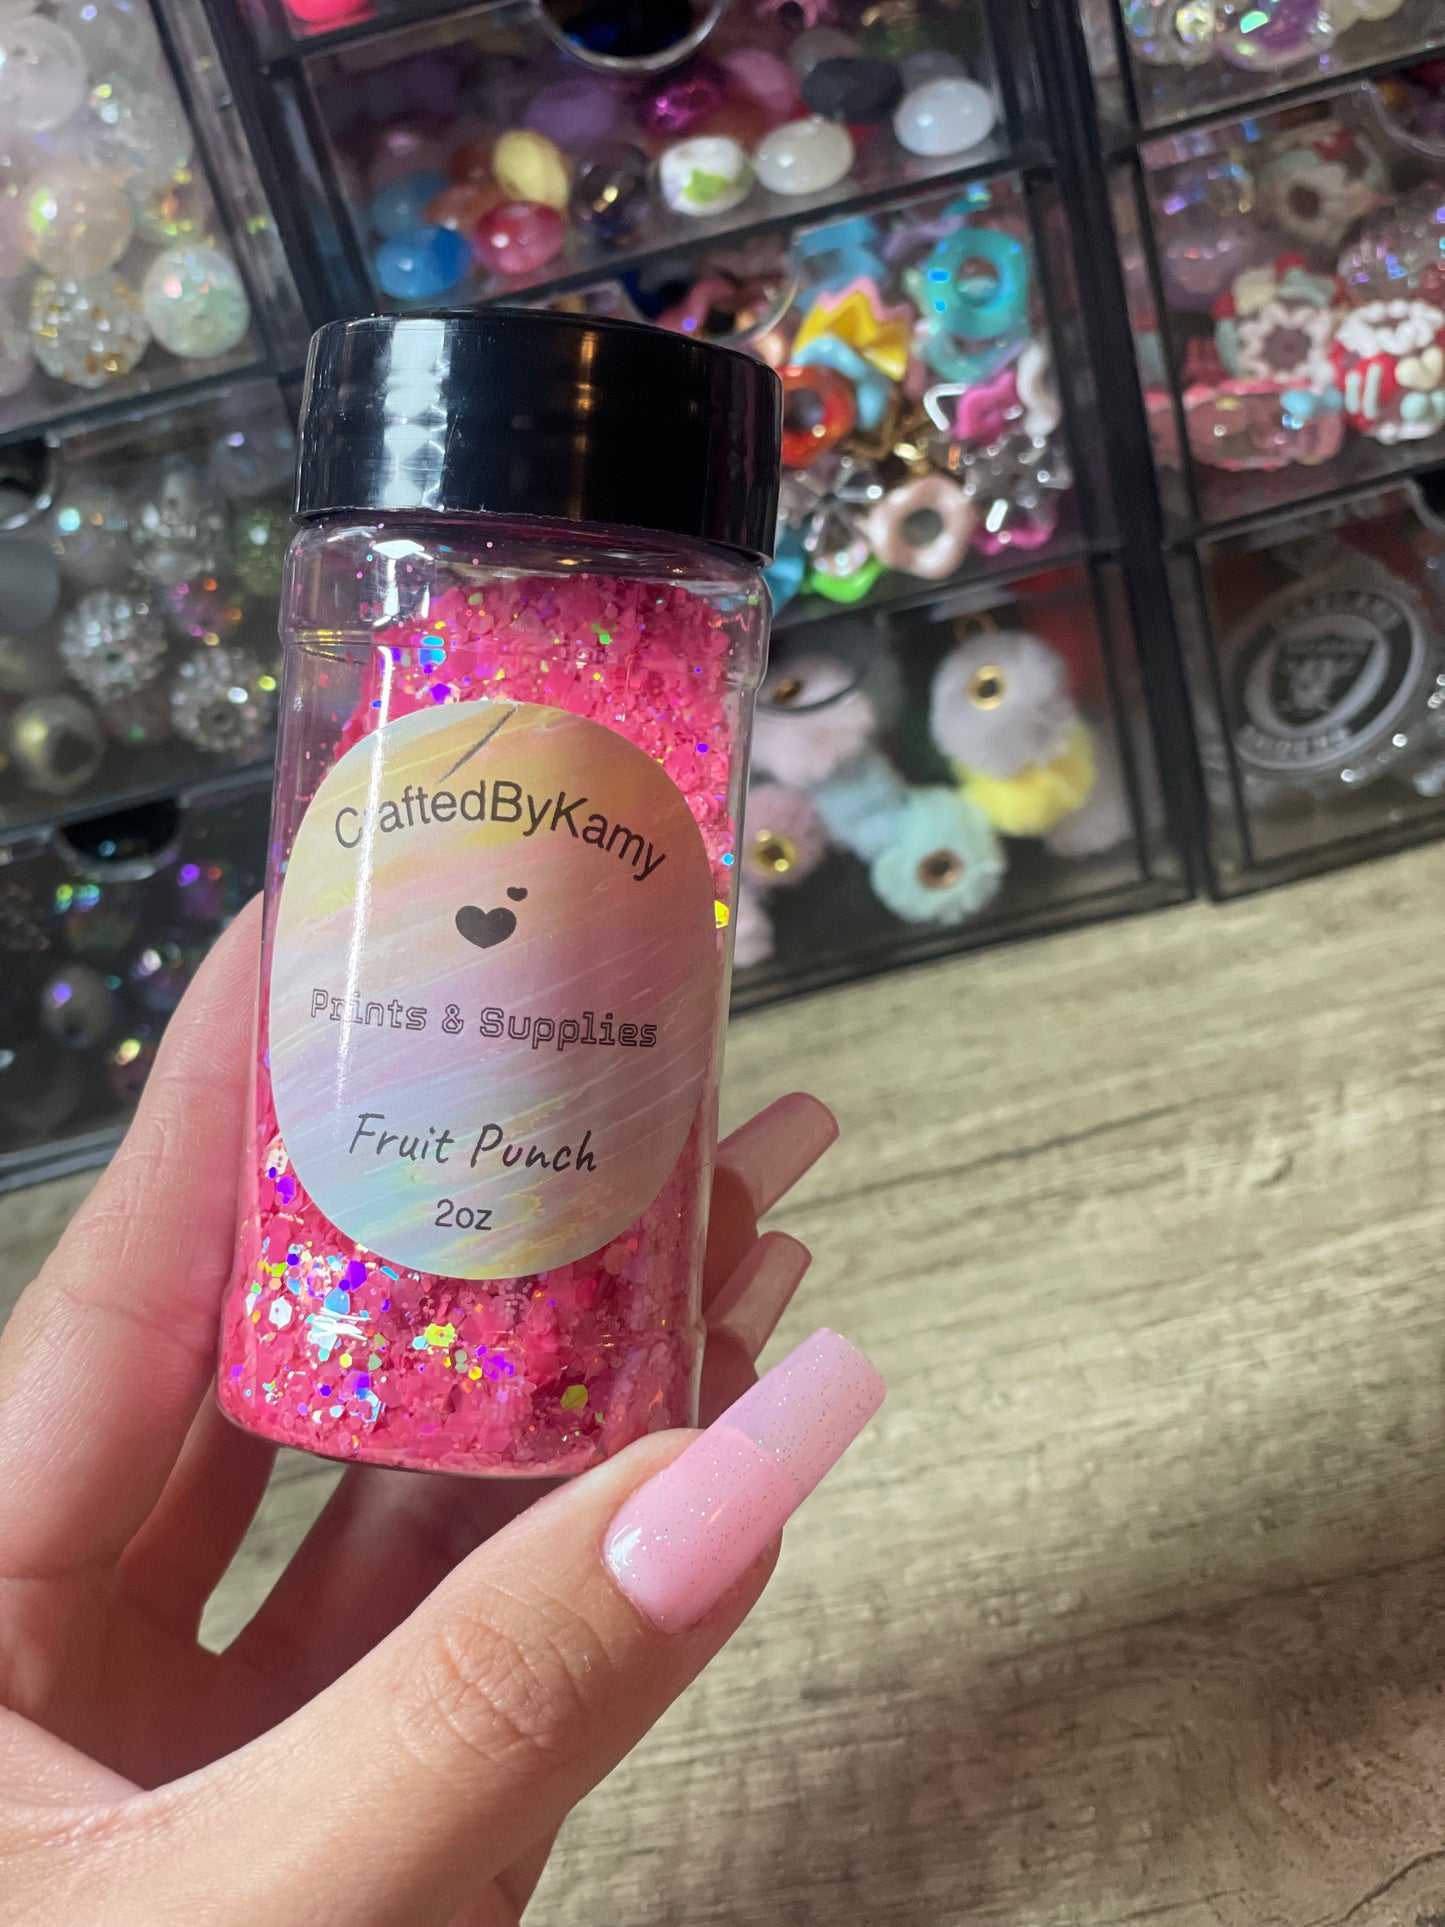 CraftedByKamy
Prints & Supplies
Fruit Punch
2oz